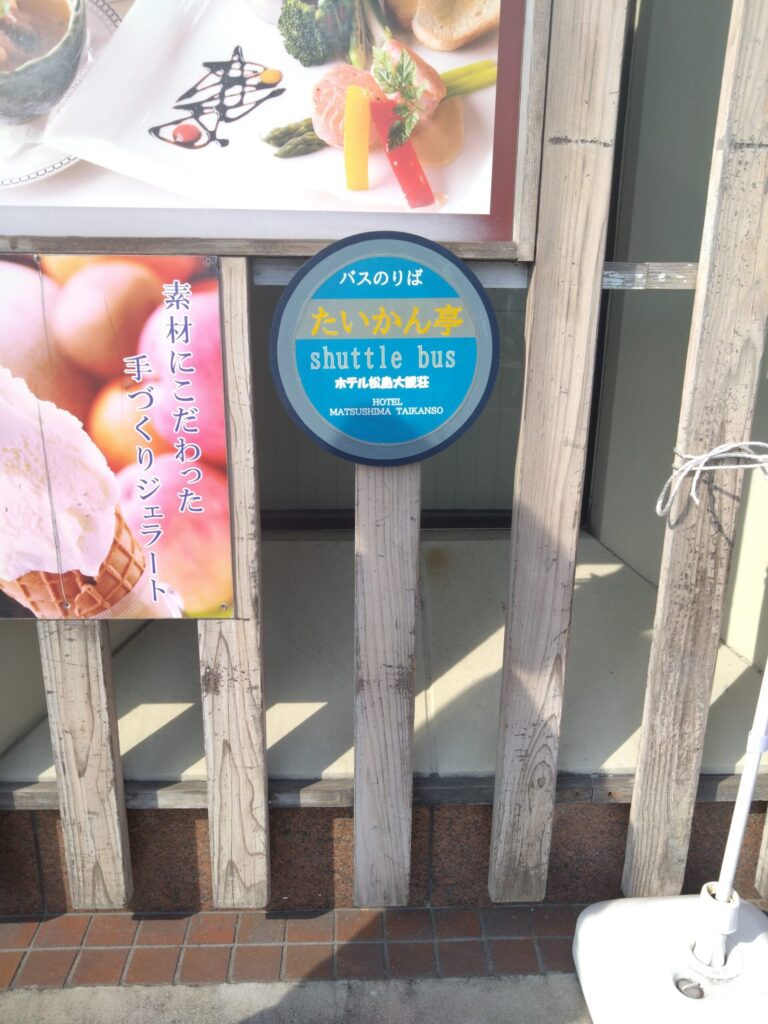 バスのりば
たいかん亭
shuttle bus
ホテル松島大観荘
HOTEL
MATSUSHIMA TAIKANSO
素材にこだわった
手づくりジェラート